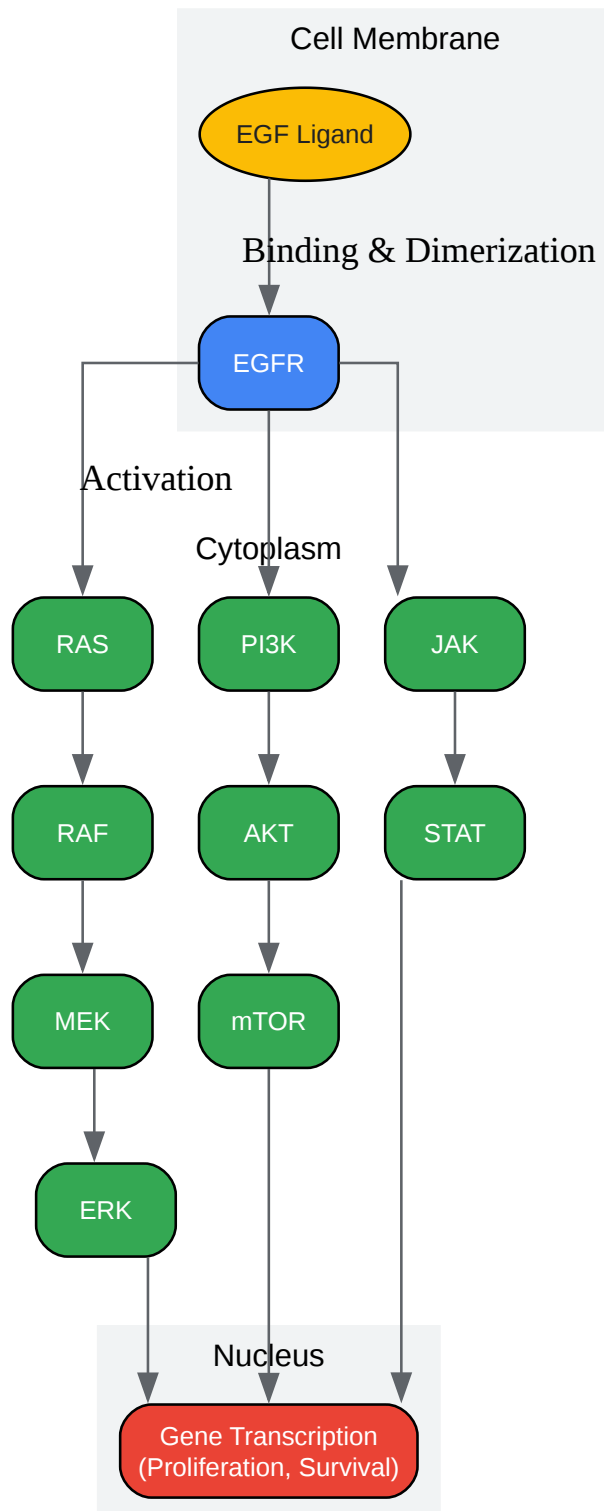 Cell Membrane
EGF Ligand
Binding & Dimerization
EGFR
Activation
Cytoplasm
RAS
PI3K
JAK
RAF
AKT
STAT
MEK
mTOR
ERK
Nucleus
Gene Transcription
(Proliferation, Survival)